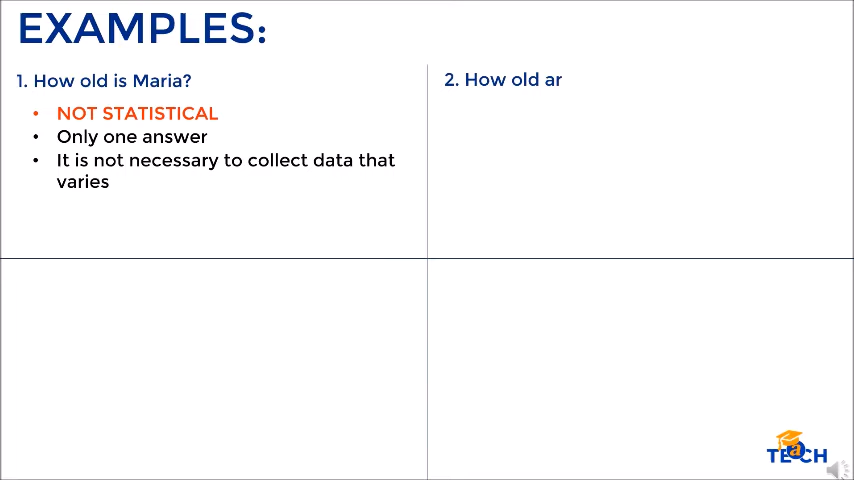 EXAMPLES:
1. How old is Maria?
• NOT STATISTICAL
• Only one answer
• It is not necessary to collect data that
varies
2. How old ar
TEaCH